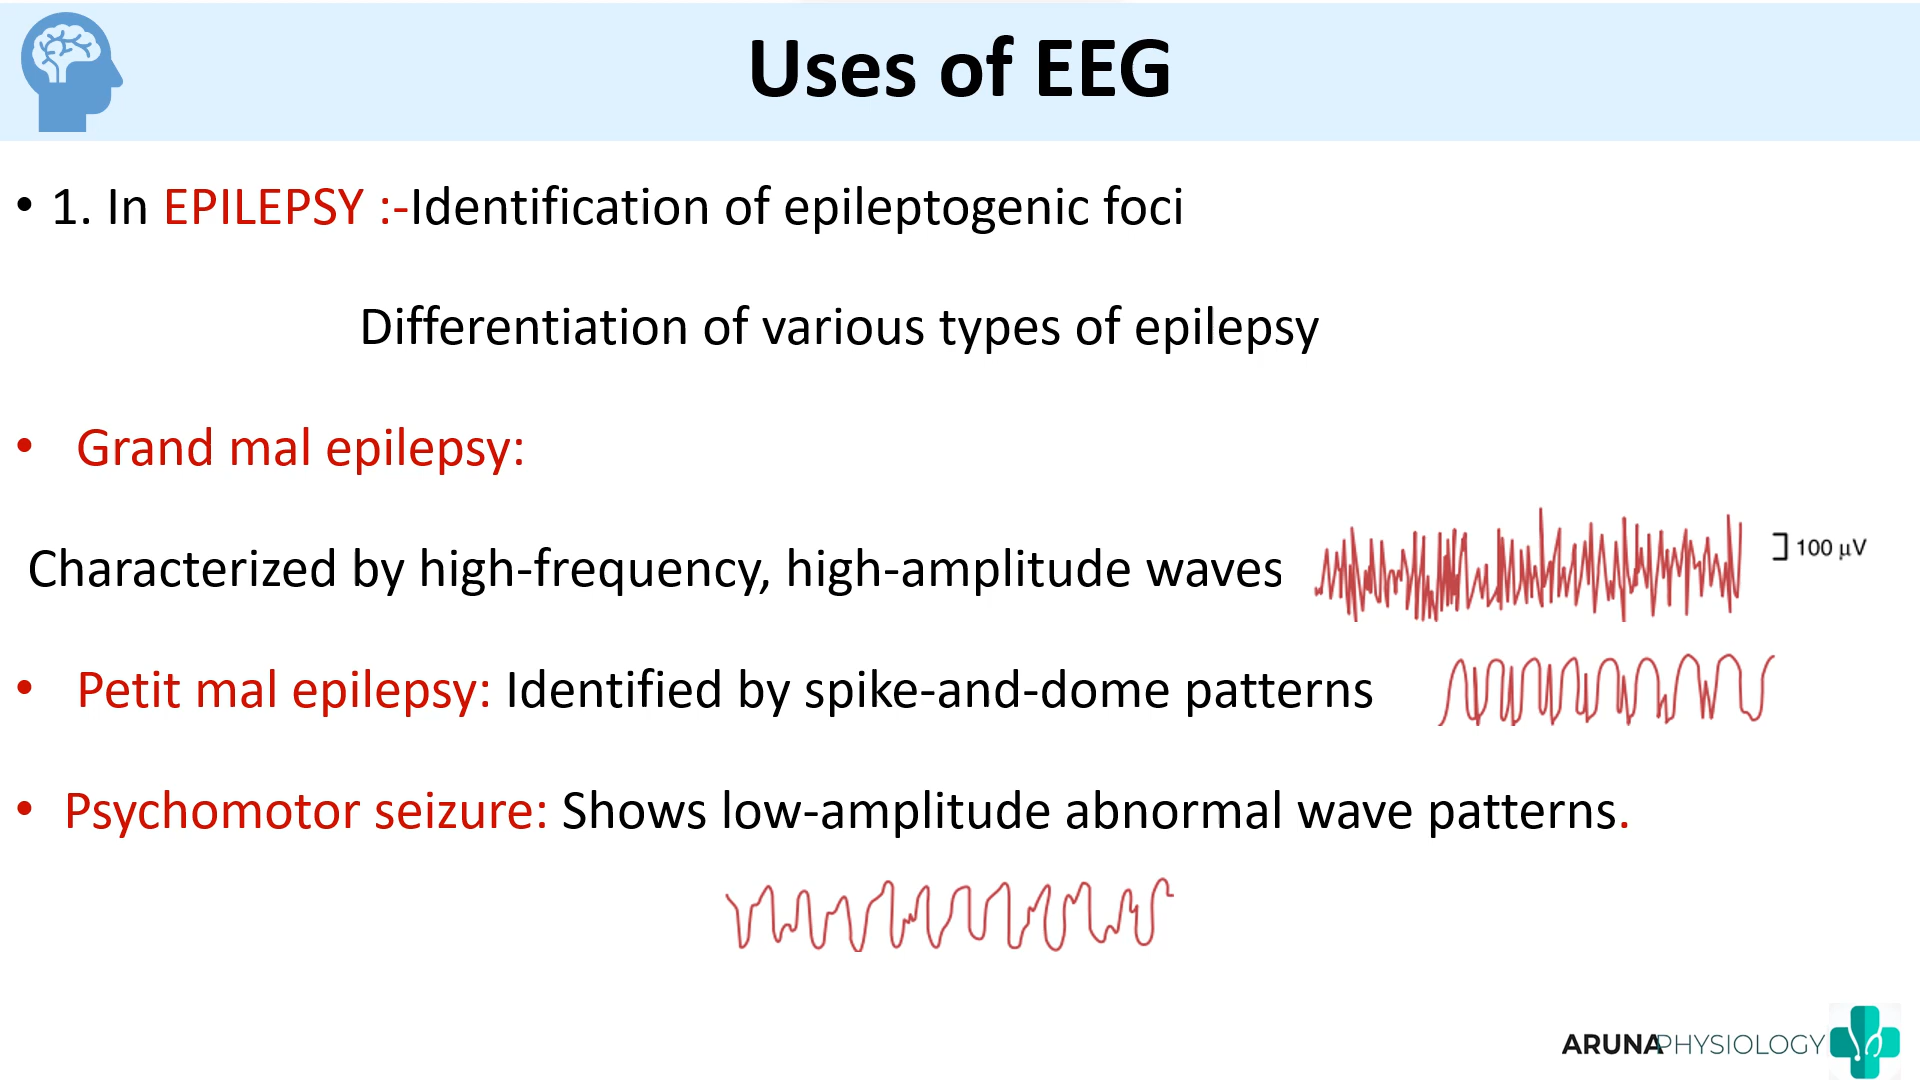 Uses of EEG
• 1. In EPILEPSY :-Identification of epileptogenic foci
Differentiation of various types of epilepsy
• Grand mal epilepsy:
Characterized by high-frequency, high-amplitude waves
100 µV
• Petit mal epilepsy: Identified by spike-and-dome patterns
• Psychomotor seizure: Shows low-amplitude abnormal wave patterns.
ARUNAPHYSIOLOGY